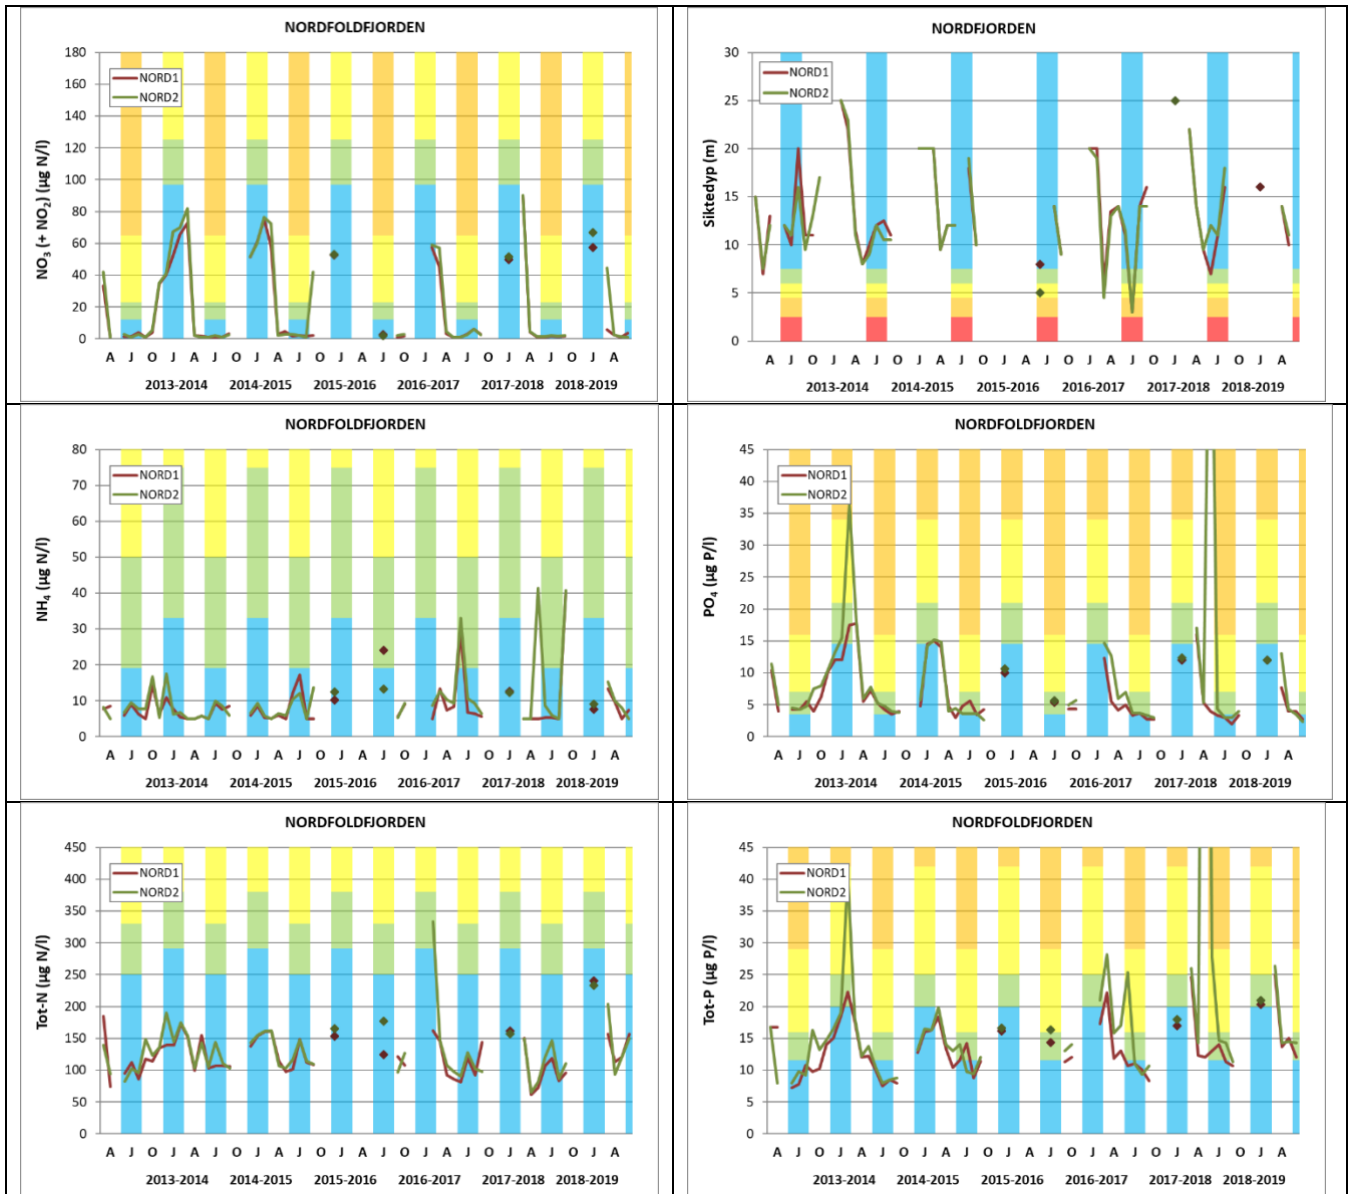 NORDFOLDFJORDEN
NO3 (+ NO2) (µg N/l)
180
160
140
120
100
80
60
40
20
0
NORD1
NORD2
A J O J A J O J A J J A J J A J
2013-2014 2014-2015 2015-2016 2016-2017 2017-2018 2018-2019
NORDFJORDEN
Siktedyp (m)
30
25
20
15
10
5
0
NORD1
NORD2
A J O J A J O J A J O A J O J A J O J A J O J A
2013-2014 2014-2015 2015-2016 2016-2017 2017-2018 2018-2019
NORDFOLDFJORDEN
NH4 (µg N/l)
80
70
60
50
40
30
20
10
0
NORD1
NORD2
A J O J A J O J A J O J A J O J A J O J A J O J A
2013-2014 2014-2015 2015-2016 2016-2017 2017-2018 2018-2019
NORDFOLDFJORDEN
PO4 (µg P/l)
45
40
35
30
25
20
15
10
5
0
NORD1
NORD2
A J O J A J O J A J O J A J O J A J O J A J O J A
2013-2014 2014-2015 2015-2016 2016-2017 2017-2018 2018-2019
NORDFOLDFJORDEN
Tot-N (µg N/l)
450
400
350
300
250
200
150
100
50
0
NORD1
NORD2
A J O J A J O J A J O J A J O J A J O J A J O J A
2013-2014 2014-2015 2015-2016 2016-2017 2017-2018 2018-2019
NORDFOLDFJORDEN
Tot-P (µg P/l)
45
40
35
30
25
20
15
10
5
0
NORD1
NORD2
A J O J A J O J A J O J A J O J A J O J A J O J A
2013-2014 2014-2015 2015-2016 2016-2017 2017-2018 2018-2019